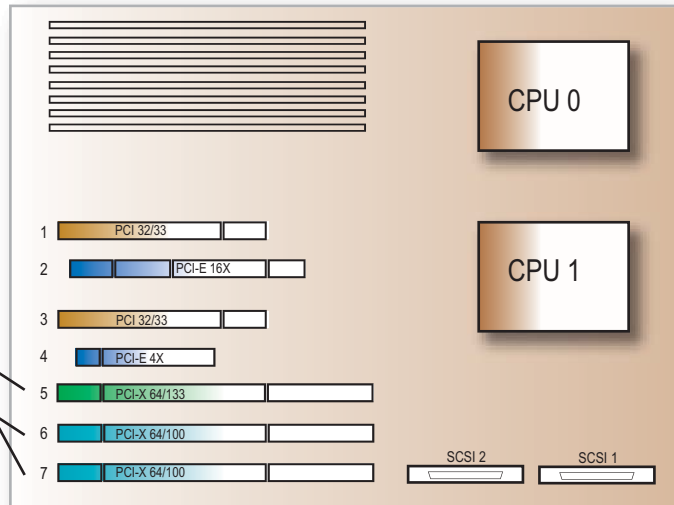 CPU 0
1 PCI 32/33
2 PCI-E 16X
CPU 1
3 PCI 32/33
4 PCI-E 4X
5 PCI-X 64/133
6 PCI-X 64/100
7 PCI-X 64/100
SCSI 2
SCSI 1